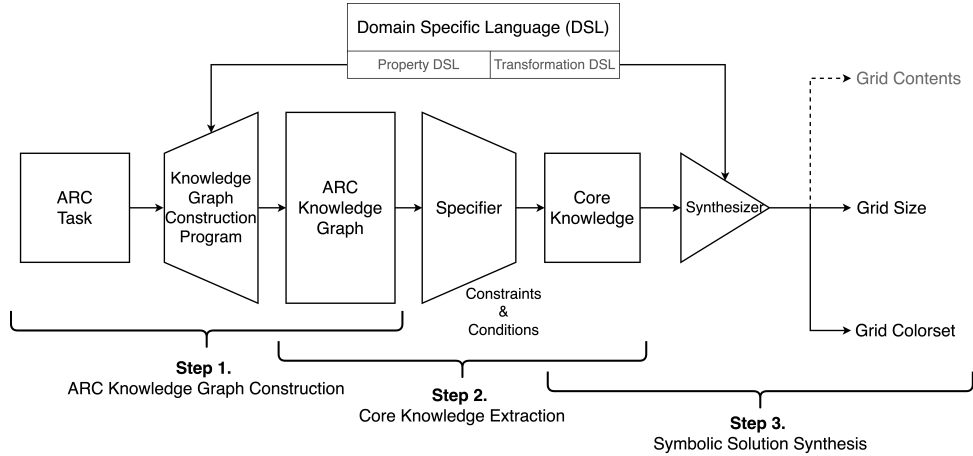 Domain Specific Language (DSL)
Property DSL
Transformation DSL
Grid Contents
ARC
Task
Knowledge
Graph
Construction
Program
ARC
Knowledge
Graph
Specifier
Core
Knowledge
Synthesizer
Grid Size
Constraints
&
Conditions
Grid Colorset
Step 1.
ARC Knowledge Graph Construction
Step 2.
Core Knowledge Extraction
Step 3.
Symbolic Solution Synthesis